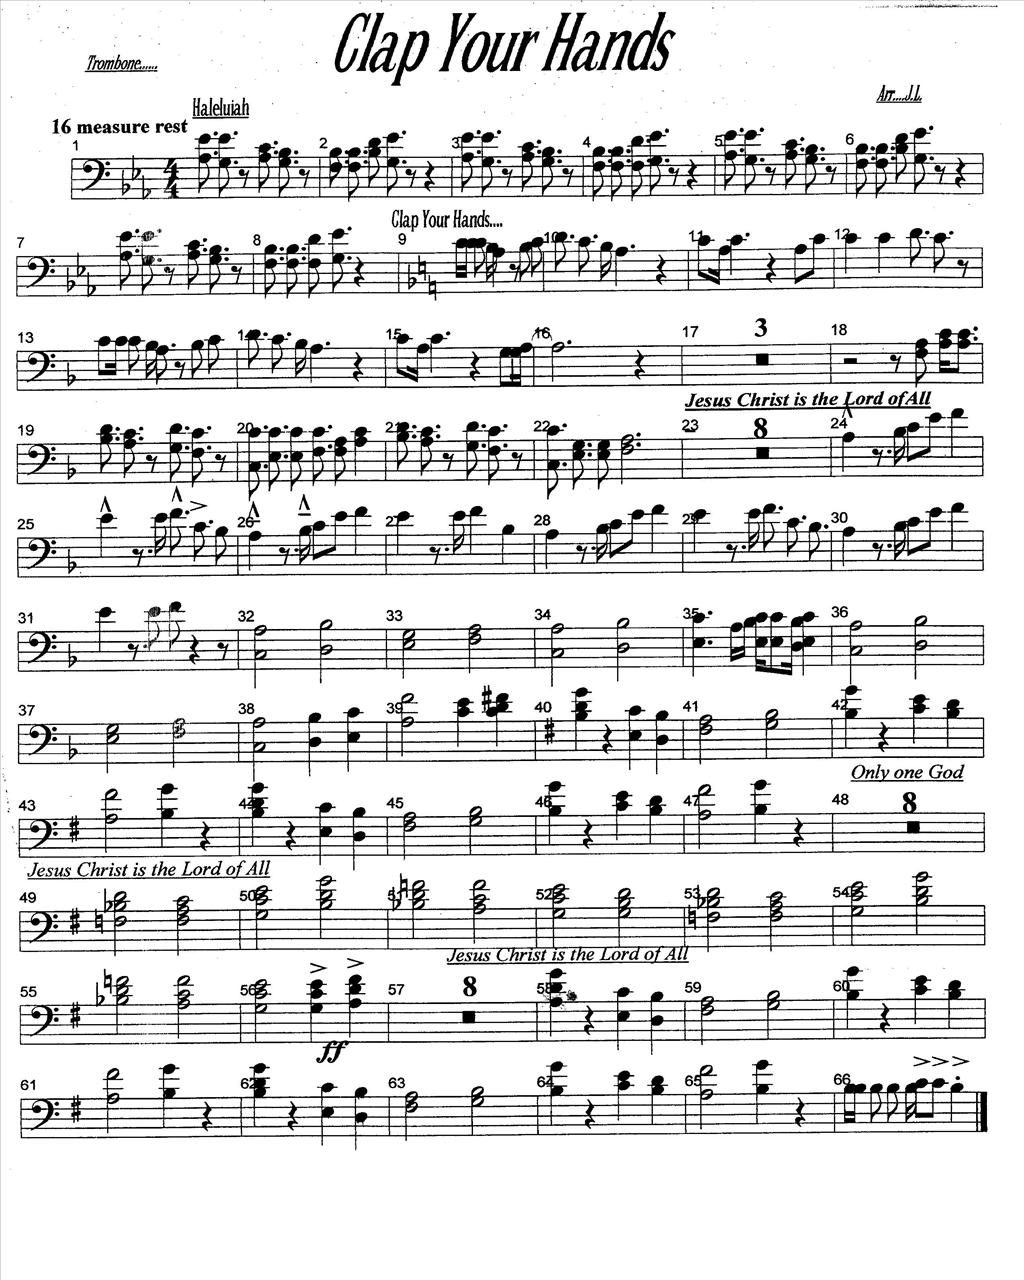 Clap Your Hands
Trombone......
Arr....J.L.
Haleluiah
16 measure rest
1 2 3 4 5 6
Clap Your Hands....
7 8 9 10 11 12
13 14 15 16 17 3 18
Jesus Christ is the Lord of All
19 20 21 22 23 8 24
25 26 27 28 29 30
31 32 33 34 35 36
37 38 39 40 41 42
Only one God
43 44 45 46 47 48 8
Jesus Christ is the Lord of All
49 50 51 52 53 54
Jesus Christ is the Lord of All
55 56 57 8 58 59 60
ff
61 62 63 64 65 66